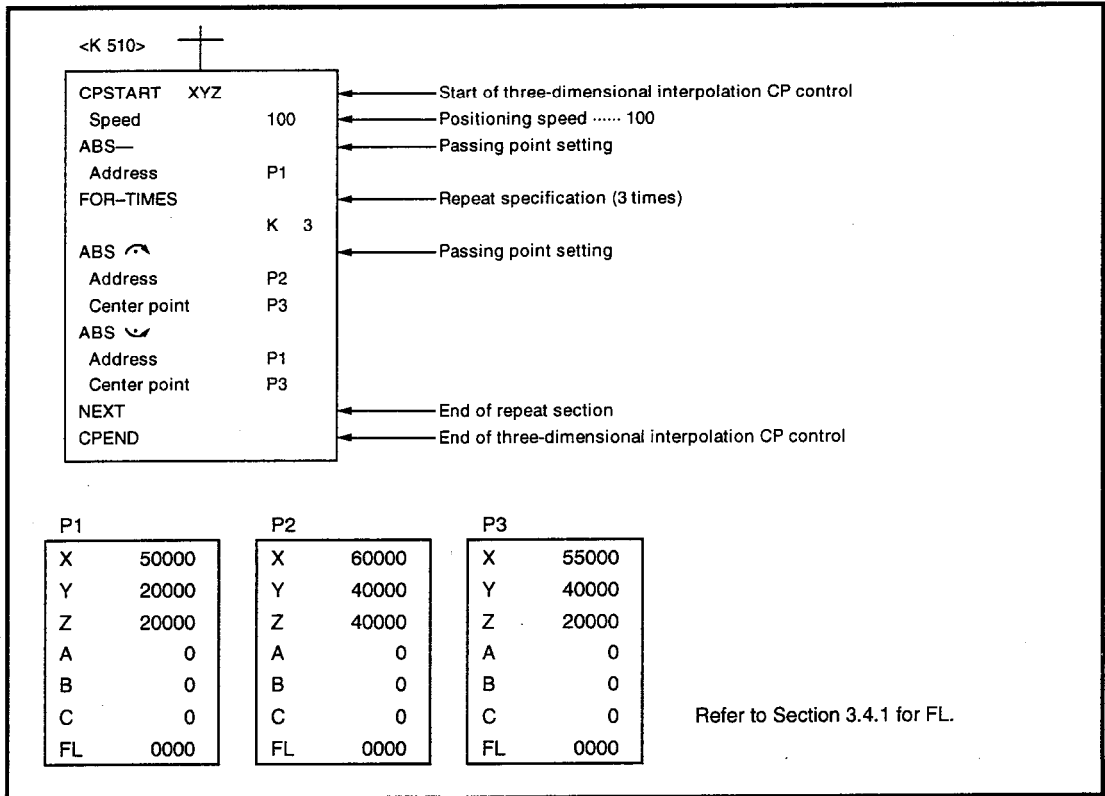 <K 510>
CPSTART XYZ Start of three-dimensional interpolation CP control
Speed 100 Positioning speed ······ 100
ABS— Passing point setting
Address P1
FOR–TIMES Repeat specification (3 times)
K 3
ABS Passing point setting
Address P2
Center point P3
ABS
Address P1
Center point P3
NEXT End of repeat section
CPEND End of three-dimensional interpolation CP control
P1 P2 P3
X 50000 X 60000 X 55000
Y 20000 Y 40000 Y 40000
Z 20000 Z 40000 Z 20000
A 0 A 0 A 0
B 0 B 0 B 0
C 0 C 0 C 0 Refer to Section 3.4.1 for FL.
FL 0000 FL 0000 FL 0000